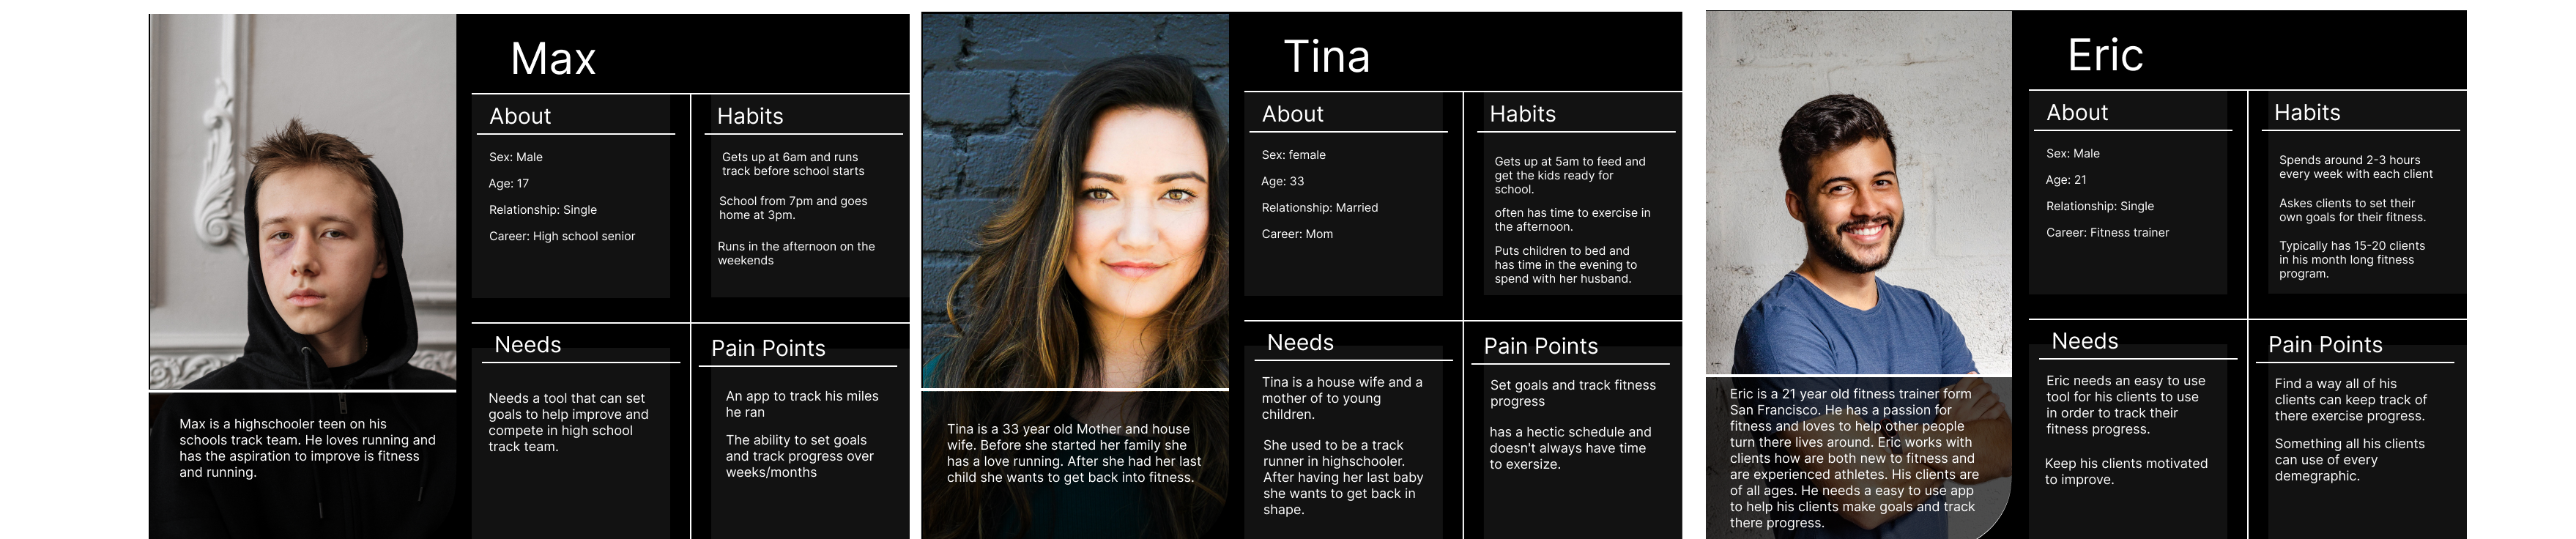 Max
About
Sex: Male
Age: 17
Relationship: Single
Career: High school senior
Habits
Gets up at 6am and runs
track before school starts
School from 7pm and goes
home at 3pm.
Runs in the afternoon on the
weekends
Needs
Needs a tool that can set
goals to help improve and
compete in high school
track team.
Pain Points
An app to track his miles
he ran
The ability to set goals
and track progress over
weeks/months
Max is a highschooler teen on his
schools track team. He loves running and
has the aspiration to improve is fitness
and running.
Tina
About
Sex: female
Age: 33
Relationship: Married
Career: Mom
Habits
Gets up at 5am to feed and
get the kids ready for
school.
often has time to exercise in
the afternoon.
Puts children to bed and
has time in the evening to
spend with her husband.
Needs
Tina is a house wife and a
mother of to young
children.
She used to be a track
runner in highschooler.
After having her last baby
she wants to get back in
shape.
Pain Points
Set goals and track fitness
progress
has a hectic schedule and
doesn't always have time
to exersize.
Tina is a 33 year old Mother and house
wife. Before she started her family she
has a love running. After she had her last
child she wants to get back into fitness.
Eric
About
Sex: Male
Age: 21
Relationship: Single
Career: Fitness trainer
Habits
Spends around 2-3 hours
every week with each client
Askes clients to set their
own goals for their fitness.
Typically has 15-20 clients
in his month long fitness
program.
Needs
Eric needs an easy to use
tool for his clients to use
in order to track their
fitness progress.
Keep his clients motivated
to improve.
Pain Points
Find a way all of his
clients can keep track of
there exercise progress.
Something all his clients
can use of every
demegraphic.
Eric is a 21 year old fitness trainer form
San Francisco. He has a passion for
fitness and loves to help other people
turn there lives around. Eric works with
clients how are both new to fitness and
are experienced athletes. His clients are
of all ages. He needs a easy to use app
to help his clients make goals and track
there progress.